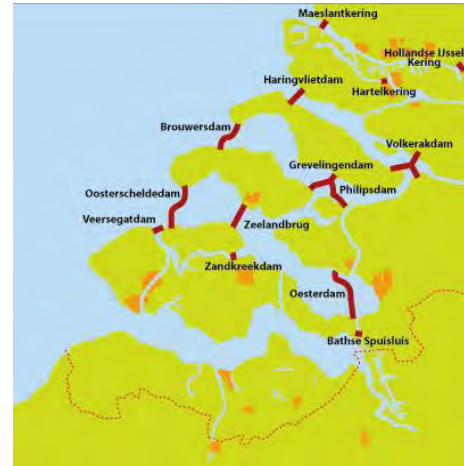 Maeslantkering
Hollandse IJssel
Kering
Haringvlietdam
Hartelkering
Brouwersdam
Volkerakdam
Grevelingendam
Philipsdam
Oosterscheldedam
Veersegatdam
Zeelandbrug
Zandkreekdam
Oesterdam
Bathse Spuisluis